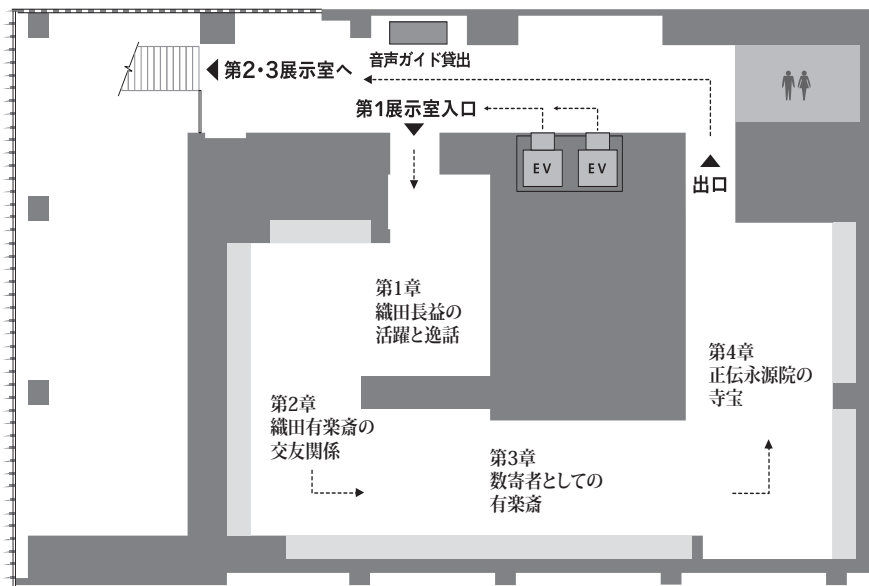 音声ガイド貸出
第2・3展示室へ
第1展示室入口
EV
EV
出口
第1章
織田長益の
活躍と逸話
第2章
織田有楽斎の
交友関係
第3章
数寄者としての
有楽斎
第4章
正伝永源院の
寺宝